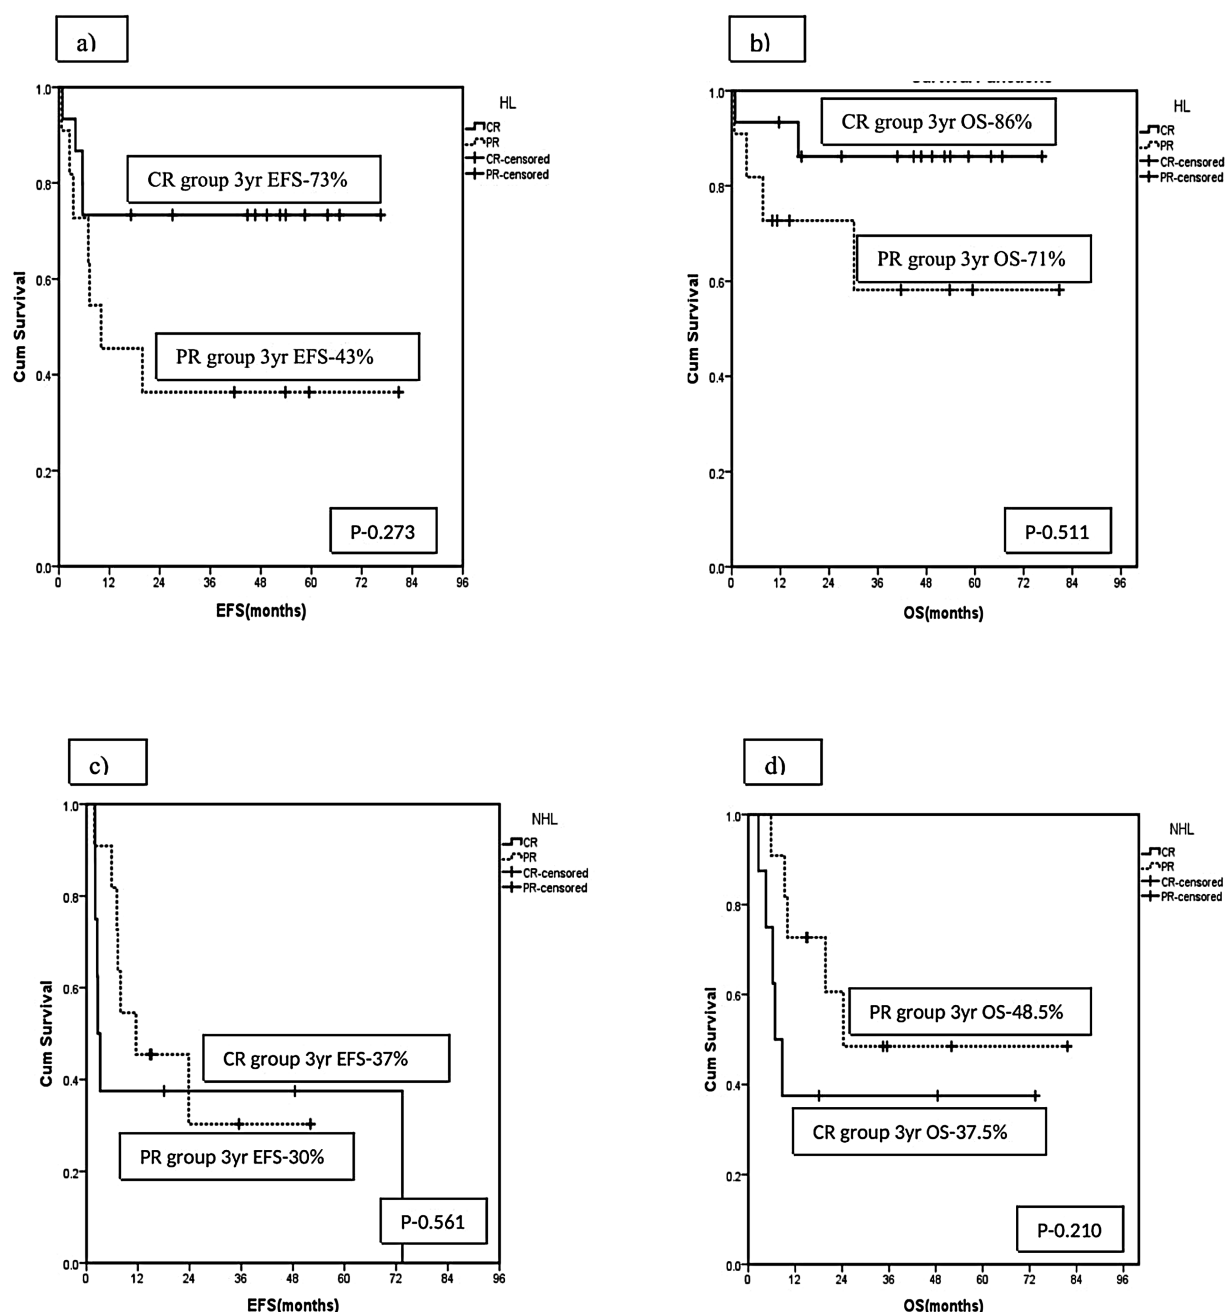 a)
HL
CR
PR
CR-censored
PR-censored
1.0
0.8
0.6
0.4
0.2
0.0
Cum Survival
CR group 3yr EFS-73%
PR group 3yr EFS-43%
P-0.273
0 12 24 36 48 60 72 84 96
EFS(months)
b)
HL
CR
PR
CR-censored
PR-censored
1.0
0.8
0.6
0.4
0.2
0.0
Cum Survival
CR group 3yr OS-86%
PR group 3yr OS-71%
P-0.511
0 12 24 36 48 60 72 84 96
OS(months)
c)
NHL
CR
PR
CR-censored
PR-censored
1.0
0.8
0.6
0.4
0.2
0.0
Cum Survival
CR group 3yr EFS-37%
PR group 3yr EFS-30%
P-0.561
0 12 24 36 48 60 72 84 96
EFS(months)
d)
NHL
CR
PR
CR-censored
PR-censored
1.0
0.8
0.6
0.4
0.2
0.0
Cum Survival
PR group 3yr OS-48.5%
CR group 3yr OS-37.5%
P-0.210
0 12 24 36 48 60 72 84 96
OS(months)